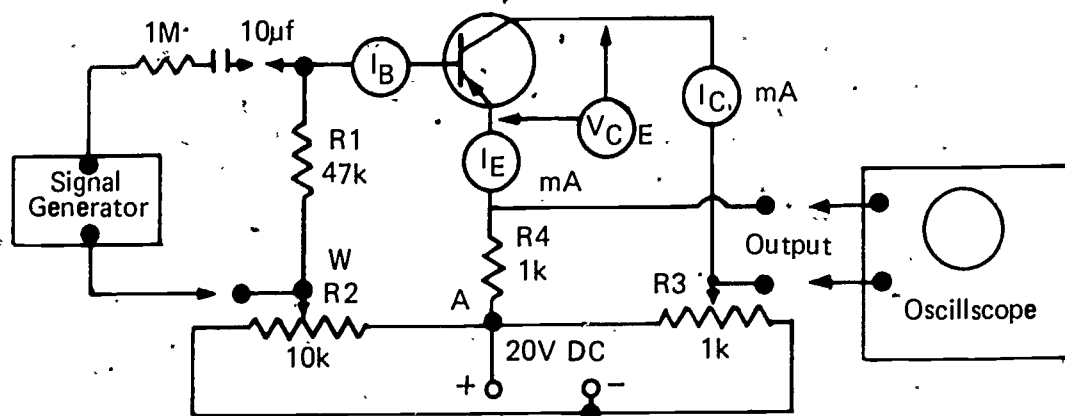 1M 10µf
I_B
I_C mA
V_C E
R1
47k
I_E
mA
Signal
Generator
R4
1k
Output
W
R2
A
R3
Oscillscope
10k
20V DC
1k
+ -